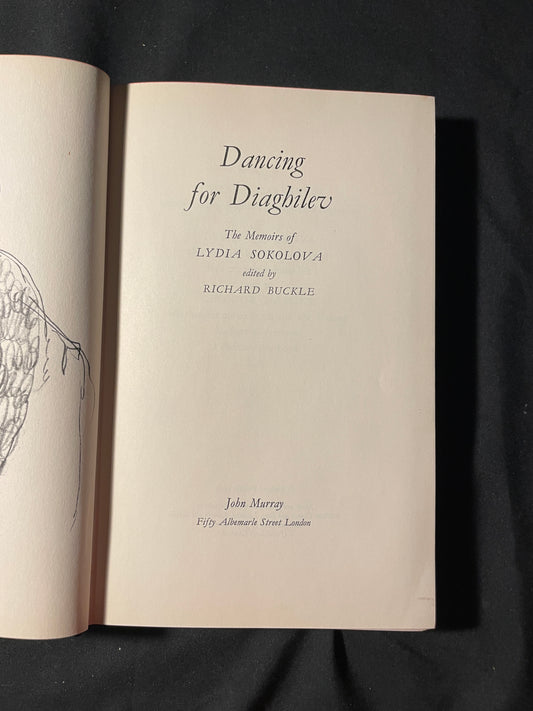 Dancing
for Diaghilev
The Memoirs of
LYDIA SOKOLOVA
edited by
RICHARD BUCKLE
John Murray
Fifty Albemarle Street London